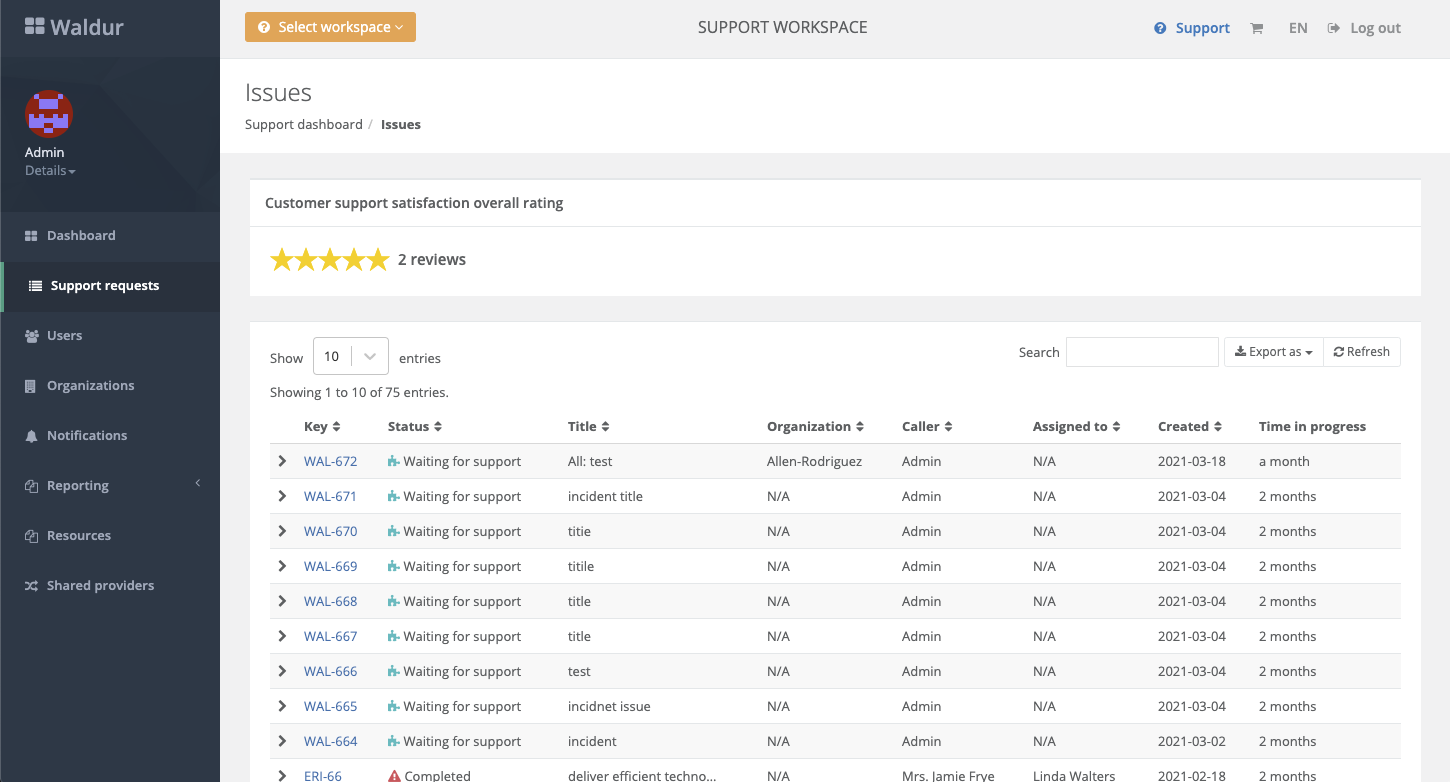 Waldur
Select workspace
SUPPORT WORKSPACE
Support
EN
Log out
Admin
Details
Dashboard
Support requests
Users
Organizations
Notifications
Reporting
Resources
Shared providers
Issues
Support dashboard / Issues
Customer support satisfaction overall rating
2 reviews
Show 10 entries
Search
Export as
Refresh
Showing 1 to 10 of 75 entries.
Key Status Title Organization Caller Assigned to Created Time in progress
WAL-672 Waiting for support All: test Allen-Rodriguez Admin N/A 2021-03-18 a month
WAL-671 Waiting for support incident title N/A Admin N/A 2021-03-04 2 months
WAL-670 Waiting for support titie N/A Admin N/A 2021-03-04 2 months
WAL-669 Waiting for support titile N/A Admin N/A 2021-03-04 2 months
WAL-668 Waiting for support title N/A Admin N/A 2021-03-04 2 months
WAL-667 Waiting for support title N/A Admin N/A 2021-03-04 2 months
WAL-666 Waiting for support test N/A Admin N/A 2021-03-04 2 months
WAL-665 Waiting for support incidnet issue N/A Admin N/A 2021-03-04 2 months
WAL-664 Waiting for support incident N/A Admin N/A 2021-03-02 2 months
ERI-66 Completed deliver efficient techno... N/A Mrs. Jamie Frye Linda Walters 2021-02-18 2 months